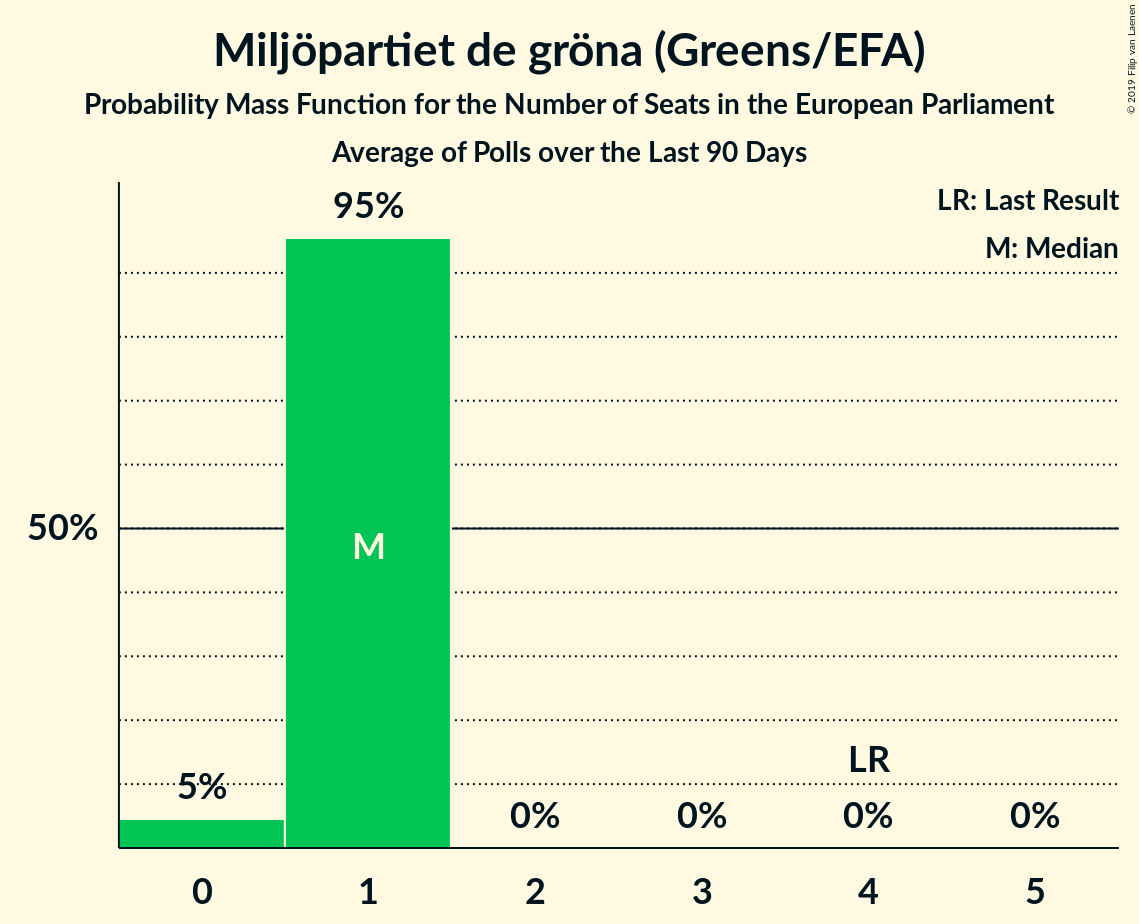 Miljöpartiet de gröna (Greens/EFA)
Probability Mass Function for the Number of Seats in the European Parliament
Average of Polls over the Last 90 Days
© 2019 Filip van Laenen
LR: Last Result
M: Median
95%
50%
M
5%
0%
0%
LR
0%
0%
0
1
2
3
4
5